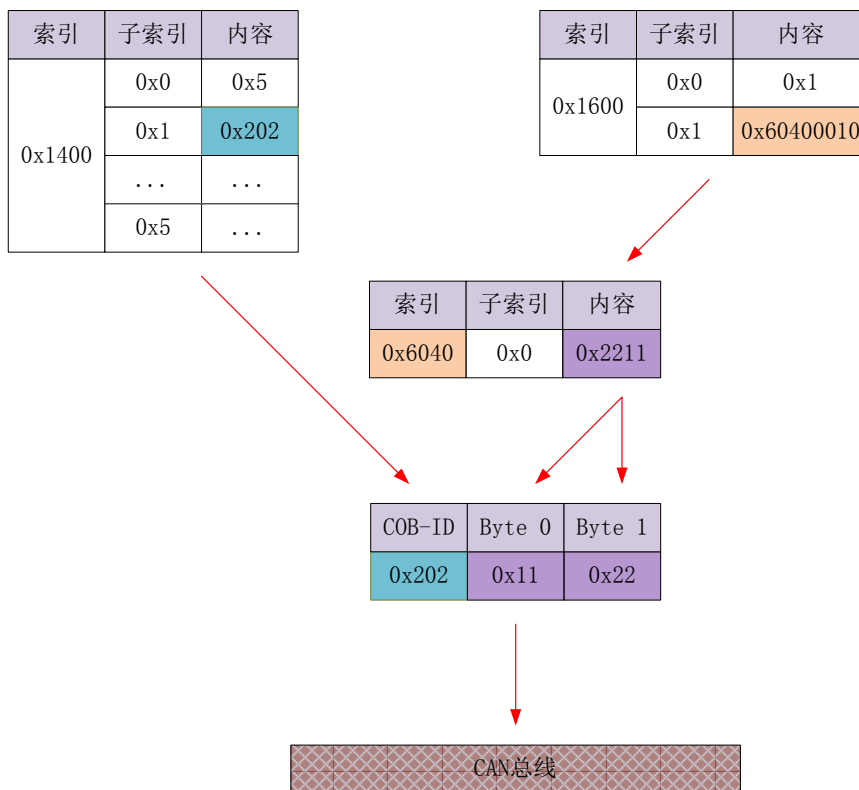 索引 子索引 内容
0x1400 0x0 0x5
0x1 0x202
... ...
0x5 ...
索引 子索引 内容
0x1600 0x0 0x1
0x1 0x60400010
索引 子索引 内容
0x6040 0x0 0x2211
COB-ID Byte 0 Byte 1
0x202 0x11 0x22
CAN总线